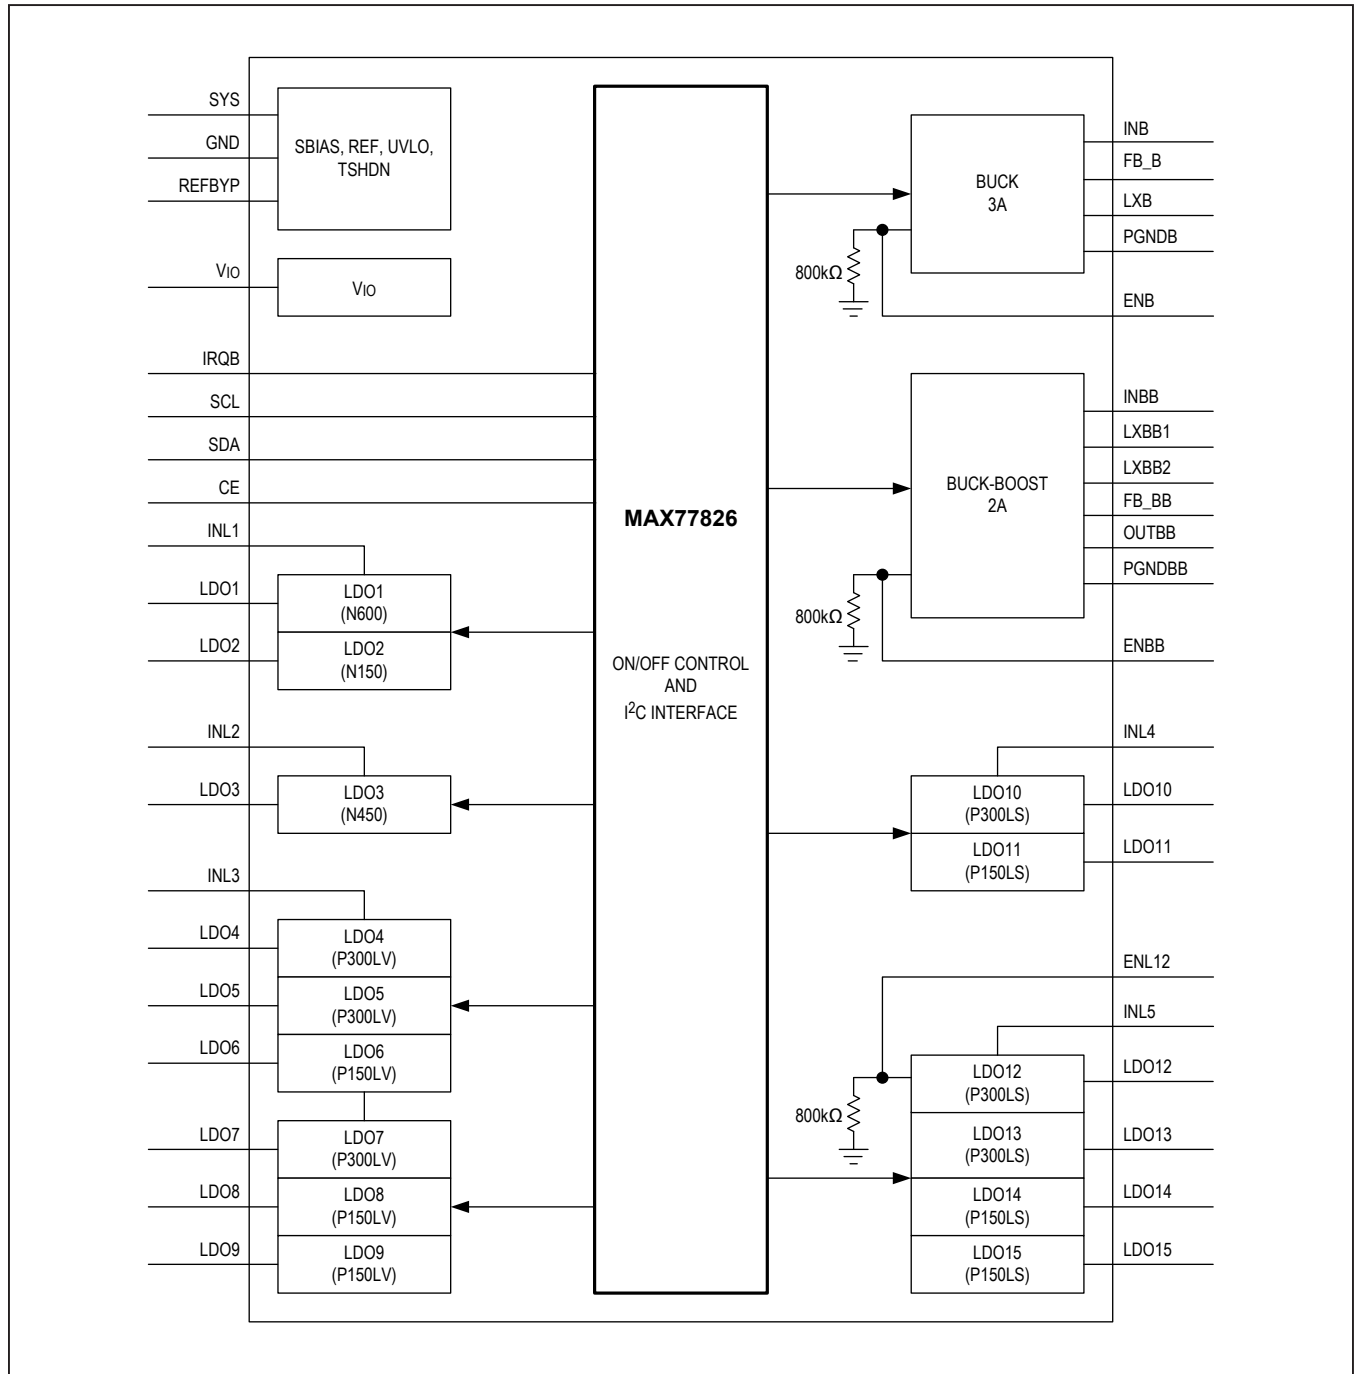 SYS
GND
REFBYP
SBIAS, REF, UVLO,
TSHDN
VIO
VIO
IRQB
SCL
SDA
CE
INL1
LDO1
LDO2
LDO1
(N600)
LDO2
(N150)
INL2
LDO3
LDO3
(N450)
INL3
LDO4
LDO5
LDO6
LDO4
(P300LV)
LDO5
(P300LV)
LDO6
(P150LV)
LDO7
LDO8
LDO9
LDO7
(P300LV)
LDO8
(P150LV)
LDO9
(P150LV)
MAX77826
ON/OFF CONTROL
AND
I2C INTERFACE
BUCK
3A
INB
FB_B
LXB
PGNDB
800kΩ
ENB
BUCK-BOOST
2A
INBB
LXBB1
LXBB2
FB_BB
OUTBB
PGNDBB
800kΩ
ENBB
INL4
LDO10
(P300LS)
LDO11
(P150LS)
LDO10
LDO11
ENL12
INL5
800kΩ
LDO12
(P300LS)
LDO13
(P300LS)
LDO14
(P150LS)
LDO15
(P150LS)
LDO12
LDO13
LDO14
LDO15